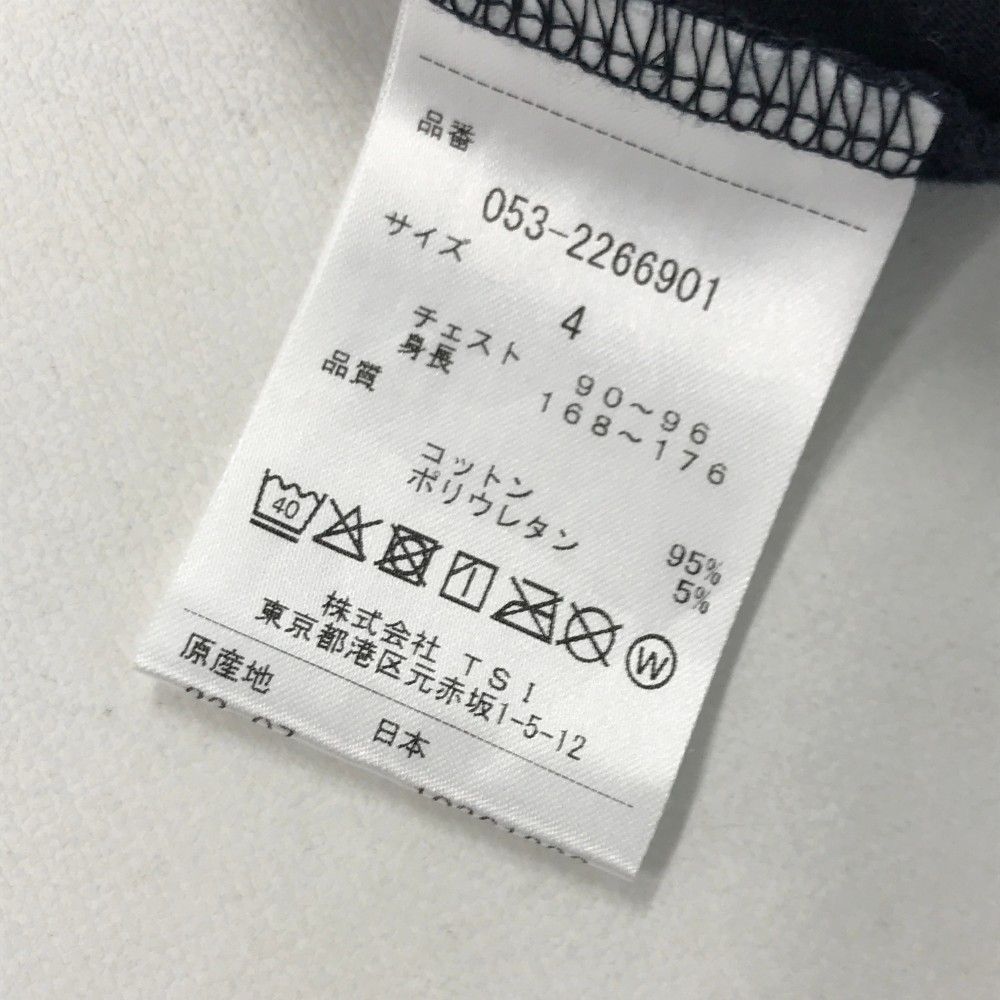 品番
053-2266901
サイズ
4
チェスト 90～96
身長 168～176
品質
コットン 95%
ポリウレタン 5%
40
W
株式会社 TSI
東京都港区元赤坂1-5-12
原産地
日本